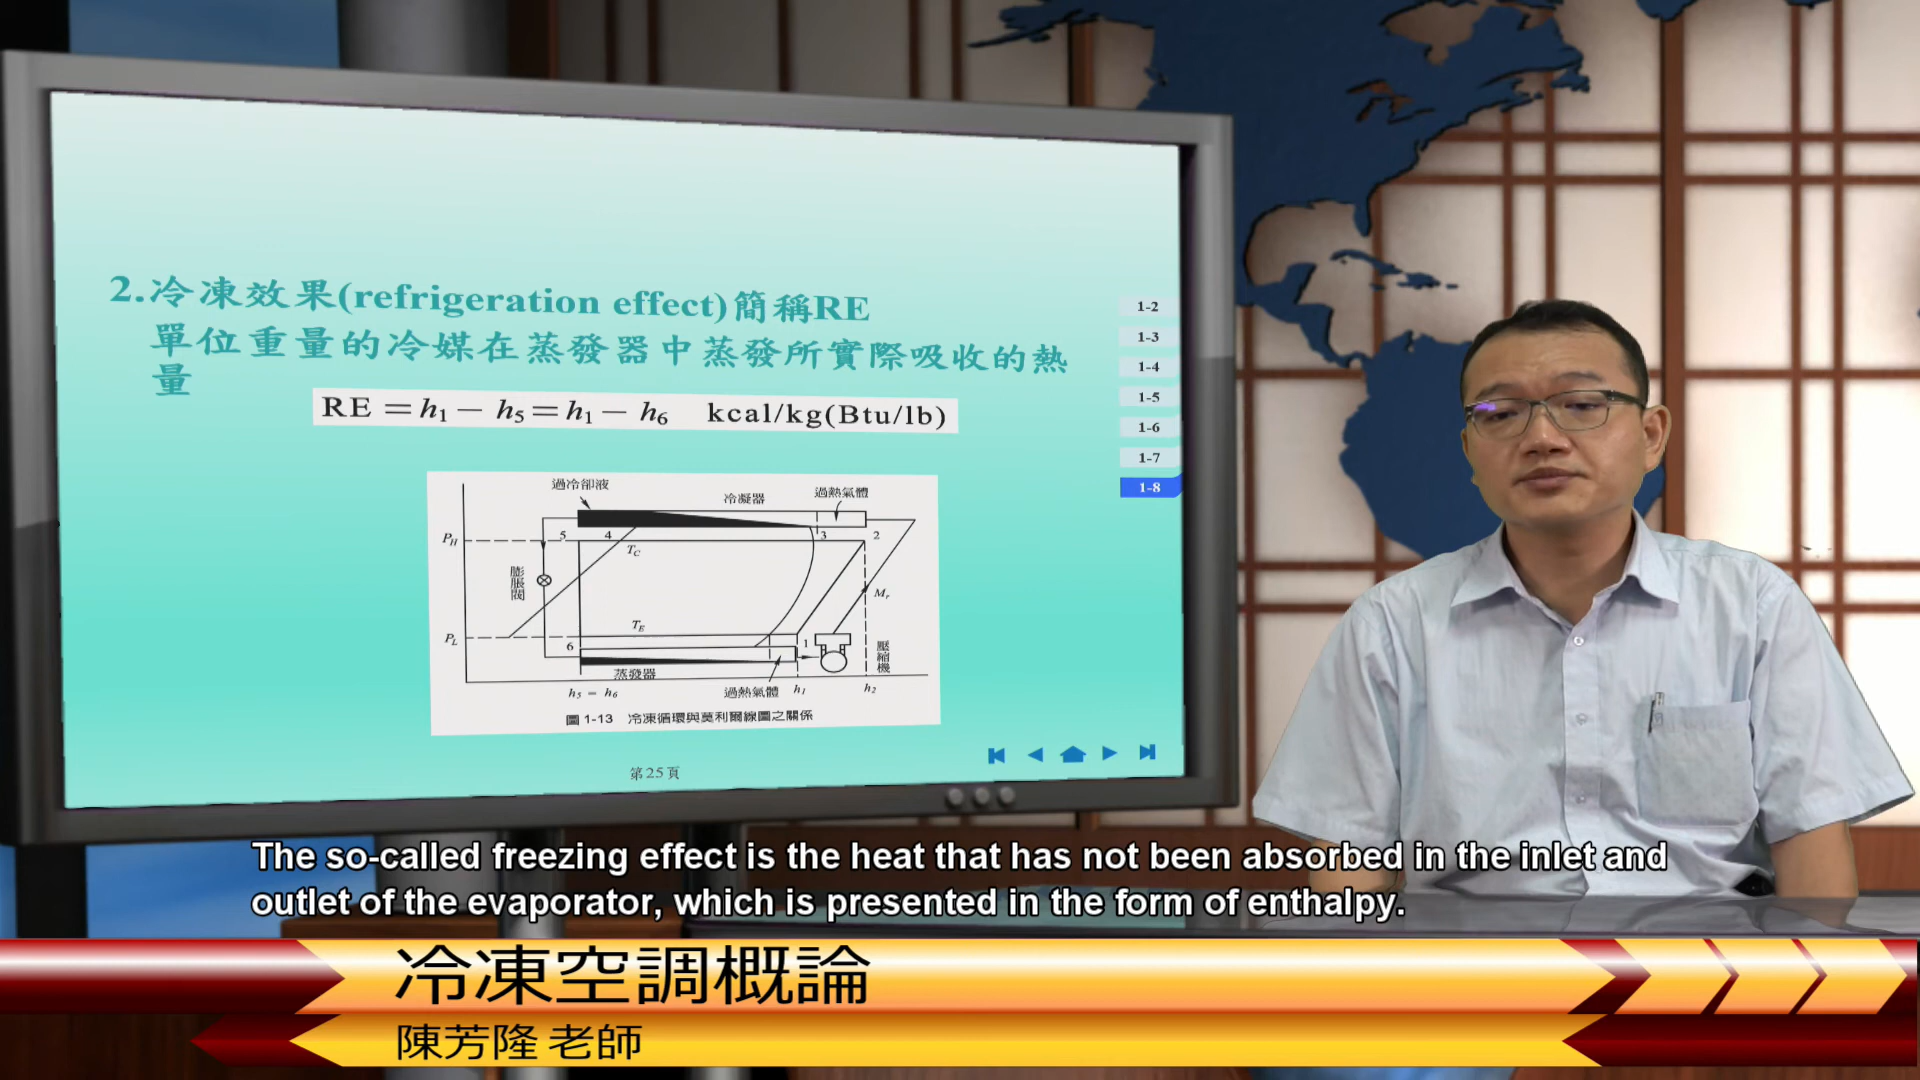 2.冷凍效果(refrigeration effect)簡稱RE
單位重量的冷媒在蒸發器中蒸發所實際吸收的熱
量
RE = h1 − h5 = h1 − h6 kcal/kg(Btu/lb)
1-2
1-3
1-4
1-5
1-6
1-7
1-8
過冷卻液
冷凝器
過熱氣體
PH
5
4
3
2
TC
膨脹閥
Mr
PL
TE
6
1
壓縮機
蒸發器
h5 = h6
過熱氣體
h1
h2
圖 1-13 冷凍循環與莫利爾線圖之關係
第25頁
The so-called freezing effect is the heat that has not been absorbed in the inlet and
outlet of the evaporator, which is presented in the form of enthalpy.
冷凍空調概論
陳芳隆 老師